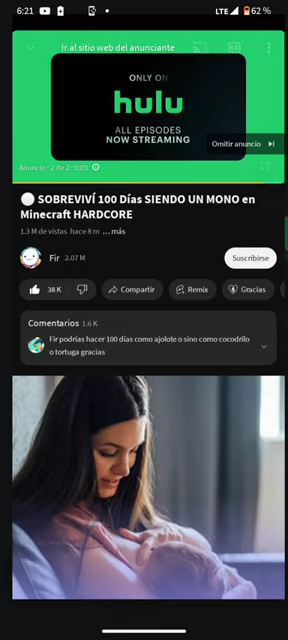 6:21
LTE
62 %
Ir al sitio web del anunciante
ONLY ON
hulu
ALL EPISODES
NOW STREAMING
Omitir anuncio
Anuncio · 2 de 2 · 0:03
⚪ SOBREVIVÍ 100 Días SIENDO UN MONO en
Minecraft HARDCORE
1.3 M de vistas hace 8 m ...más
Fir 2.07 M
Suscribirse
38 K
Compartir
Remix
Gracias
Comentarios 1.6 K
Fir podrías hacer 100 días como ajolote o sino como cocodrilo
o tortuga gracias